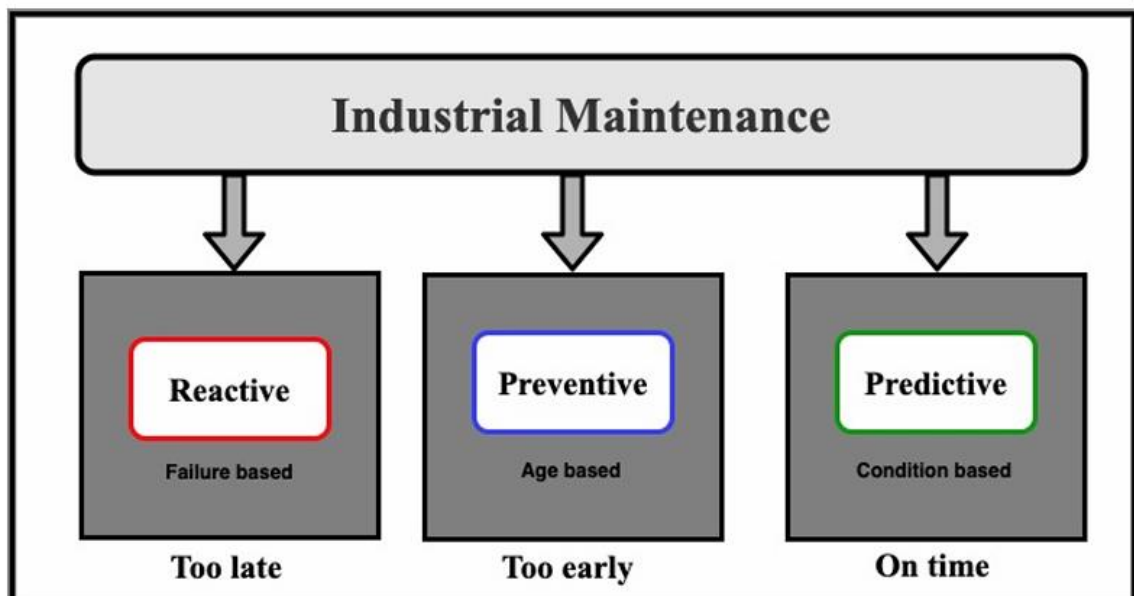 Industrial Maintenance
Reactive
Failure based
Too late
Preventive
Age based
Too early
Predictive
Condition based
On time